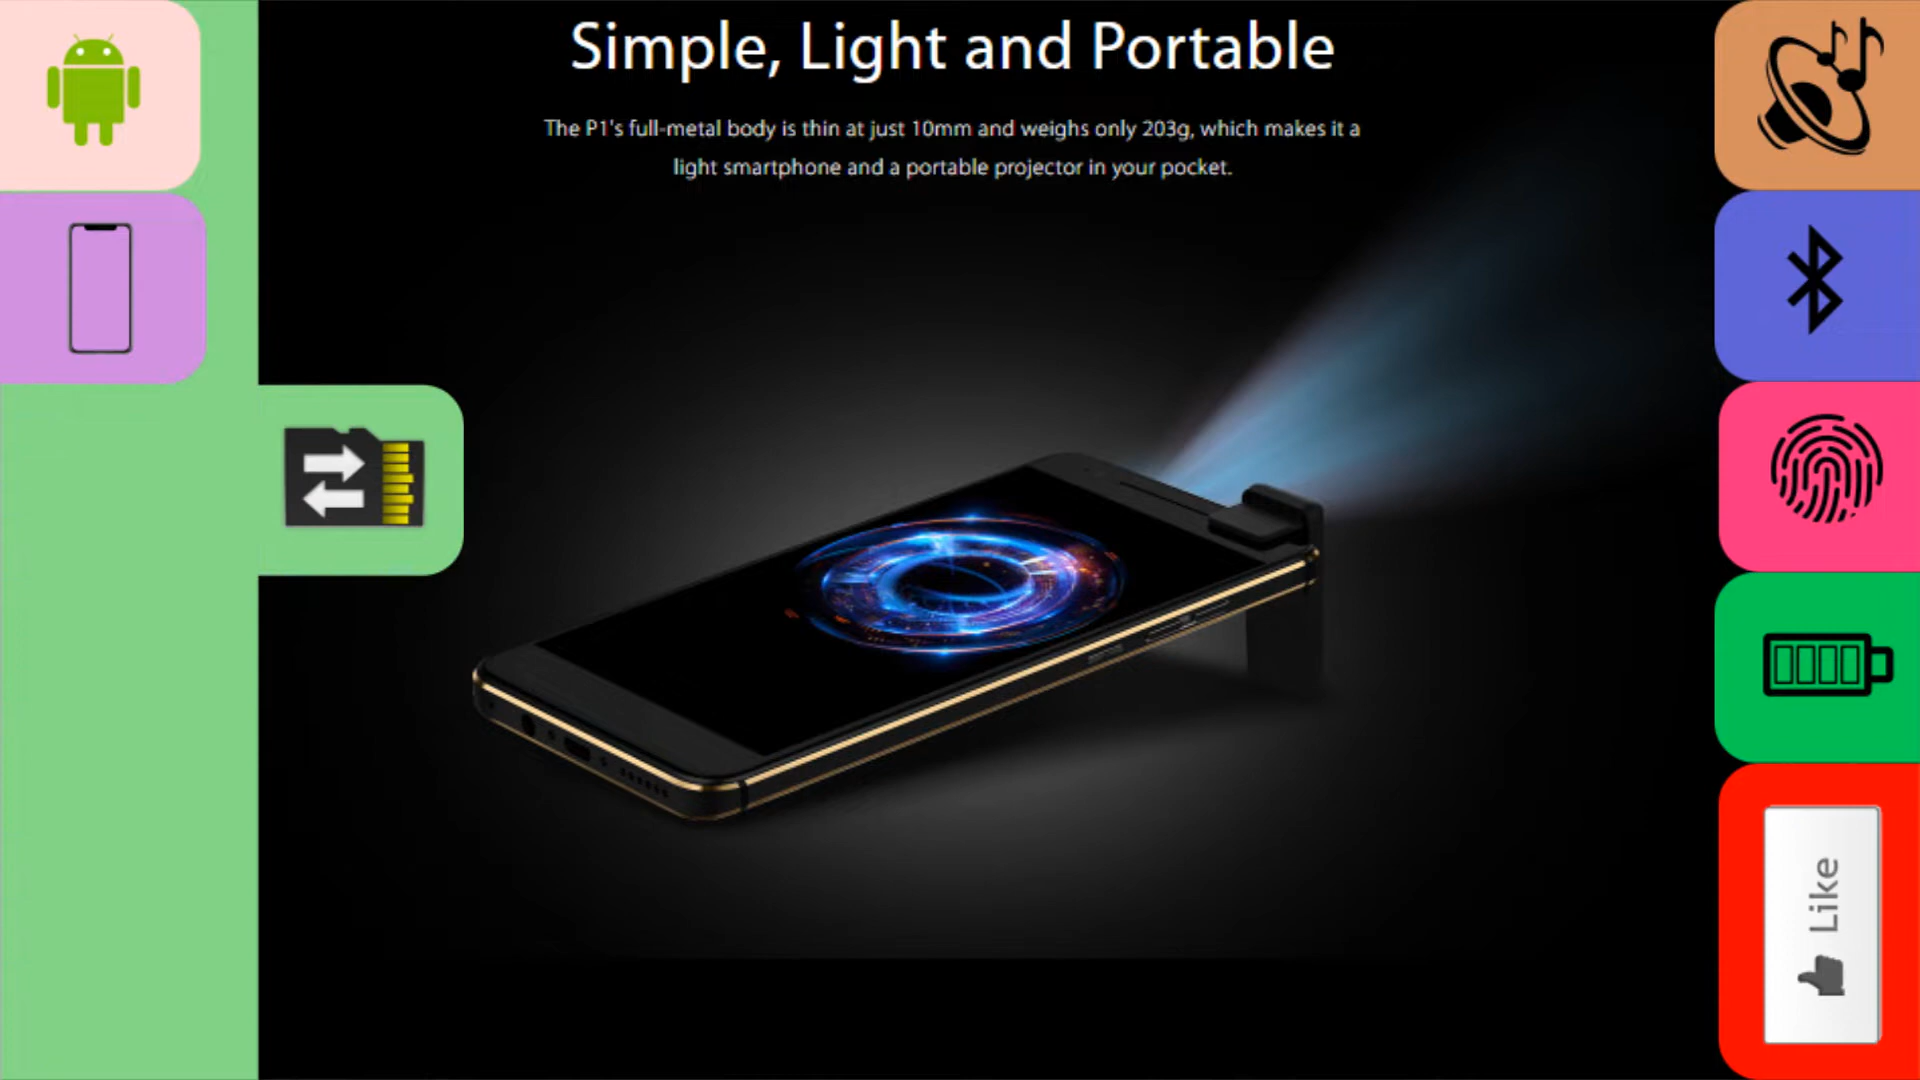 Simple, Light and Portable
The P1's full-metal body is thin at just 10mm and weighs only 203g, which makes it a
light smartphone and a portable projector in your pocket.
Like